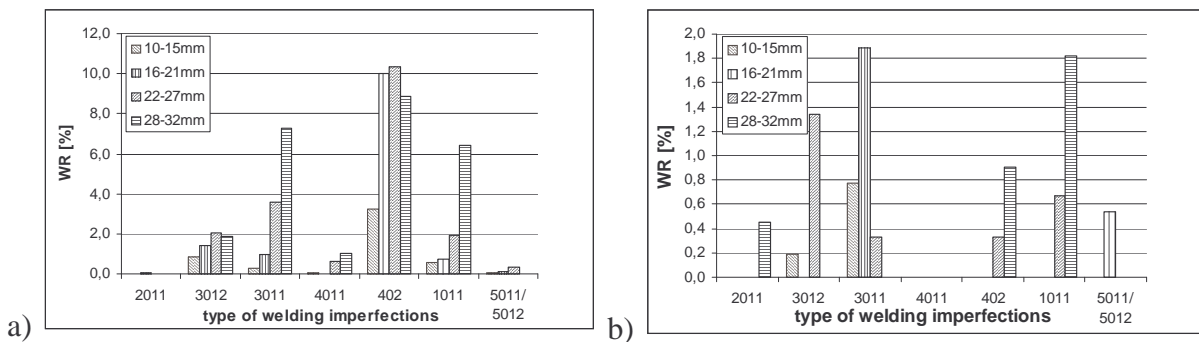 12,0
10,0
8,0
6,0
4,0
2,0
0,0
WR [%]
10-15mm
16-21mm
22-27mm
28-32mm
2011 3012 3011 4011 402 1011 5011/
5012
type of welding imperfections
a)
2,0
1,8
1,6
1,4
1,2
1,0
0,8
0,6
0,4
0,2
0,0
WR [%]
10-15mm
16-21mm
22-27mm
28-32mm
2011 3012 3011 4011 402 1011 5011/
5012
type of welding imperfections
b)